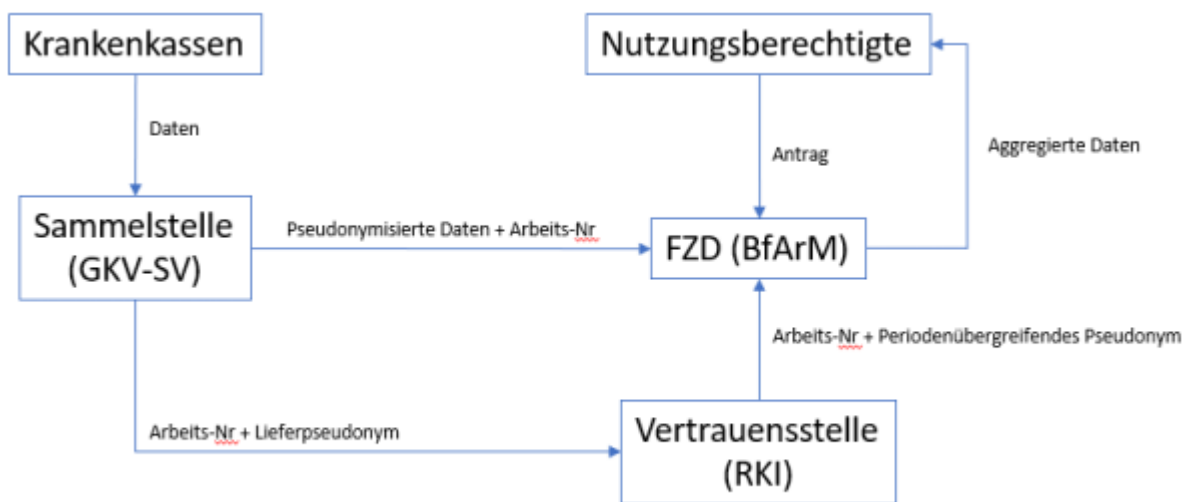 Krankenkassen
Nutzungsberechtigte
Daten
Antrag
Aggregierte Daten
Sammelstelle
(GKV-SV)
Pseudonymisierte Daten + Arbeits-Nr
FZD (BfArM)
Arbeits-Nr + Periodenübergreifendes Pseudonym
Arbeits-Nr + Lieferpseudonym
Vertrauensstelle
(RKI)